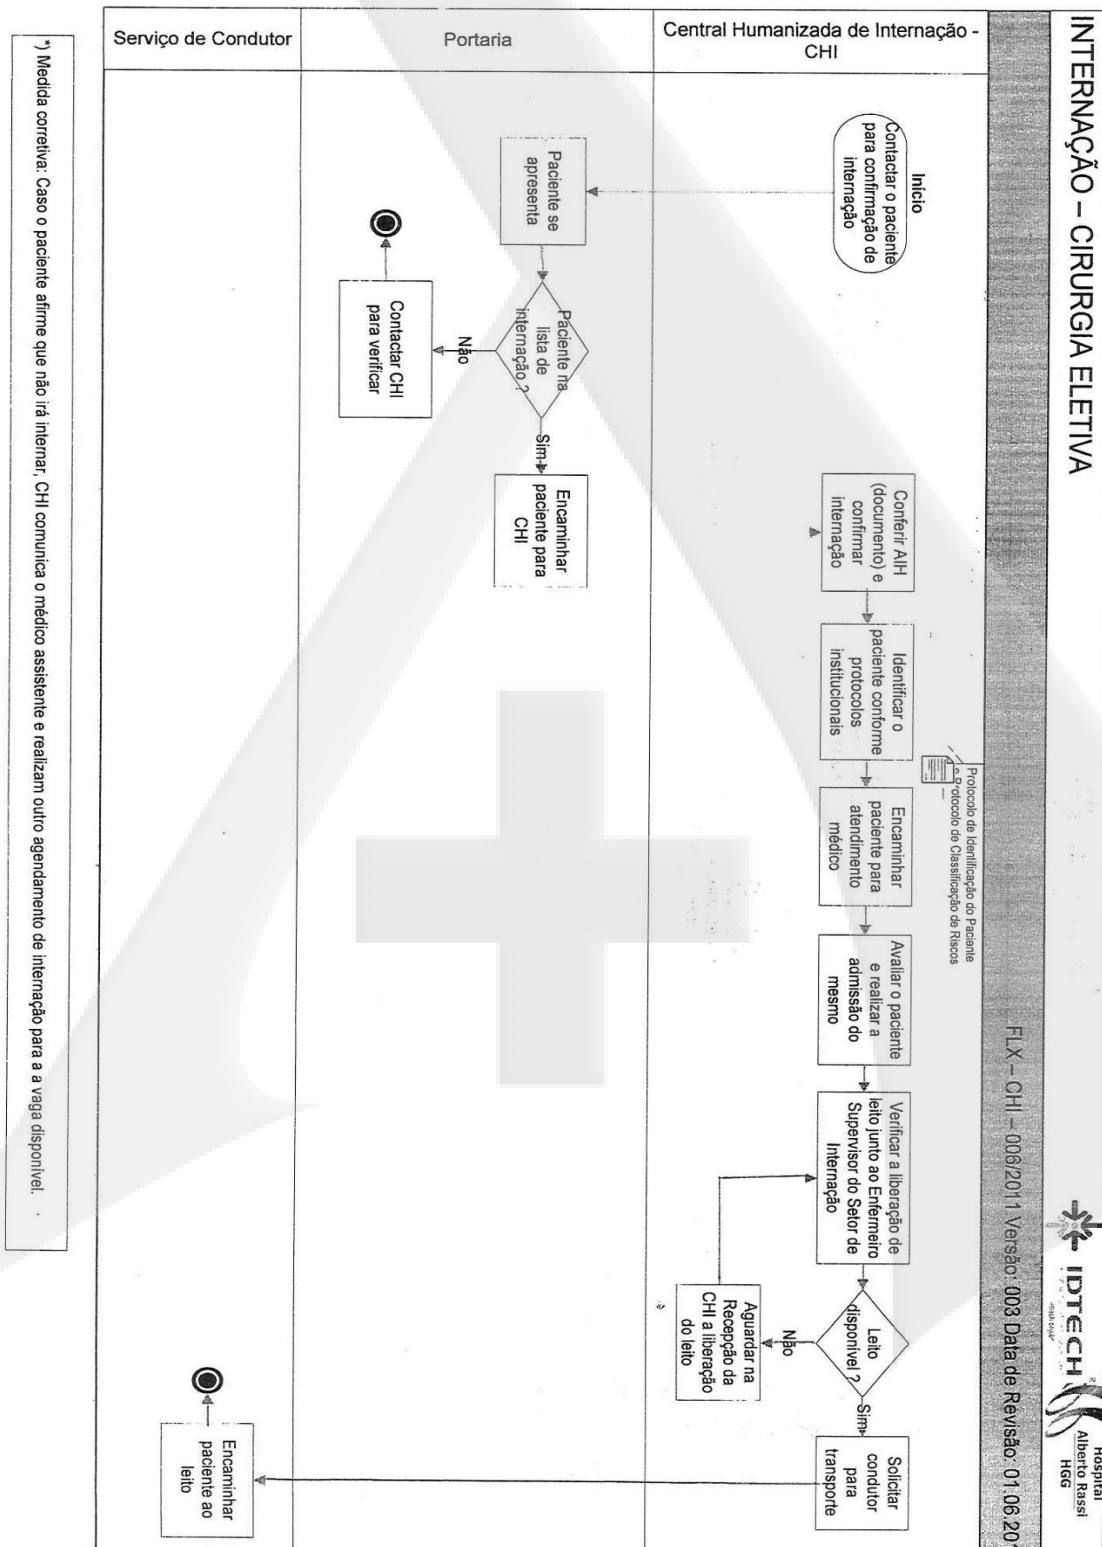 INTERNAÇÃO – CIRURGIA ELETIVA
IDTECH
Hospital
Alberto Rassi
HGG
FLX – CHI – 006/2011 Versão: 003 Data de Revisão: 01.06.20
Central Humanizada de Internação -
CHI
Início
Contactar o paciente
para confirmação de
internação
Conferir AIH
(documento) e
confirmar
internação
Identificar o
paciente conforme
protocolos
institucionais
Protocolo de Identificação do Paciente
Protocolo de Classificação de Riscos
Encaminhar
paciente para
atendimento
médico
Avaliar o paciente
e realizar a
admissão do
mesmo
Verificar a liberação de
leito junto ao Enfermeiro
Supervisor do Setor de
Internação
Leito
disponível ?
Sim
Não
Aguardar na
Recepção da
CHI a liberação
do leito
Solicitar
condutor
para
transporte
Portaria
Paciente se
apresenta
Paciente na
lista de
internação ?
Sim
Não
Encaminhar
paciente para
CHI
Contactar CHI
para verificar
Serviço de Condutor
Encaminhar
paciente ao
leito
*) Medida corretiva: Caso o paciente afirme que não irá internar, CHI comunica o médico assistente e realizam outro agendamento de internação para a a vaga disponível.